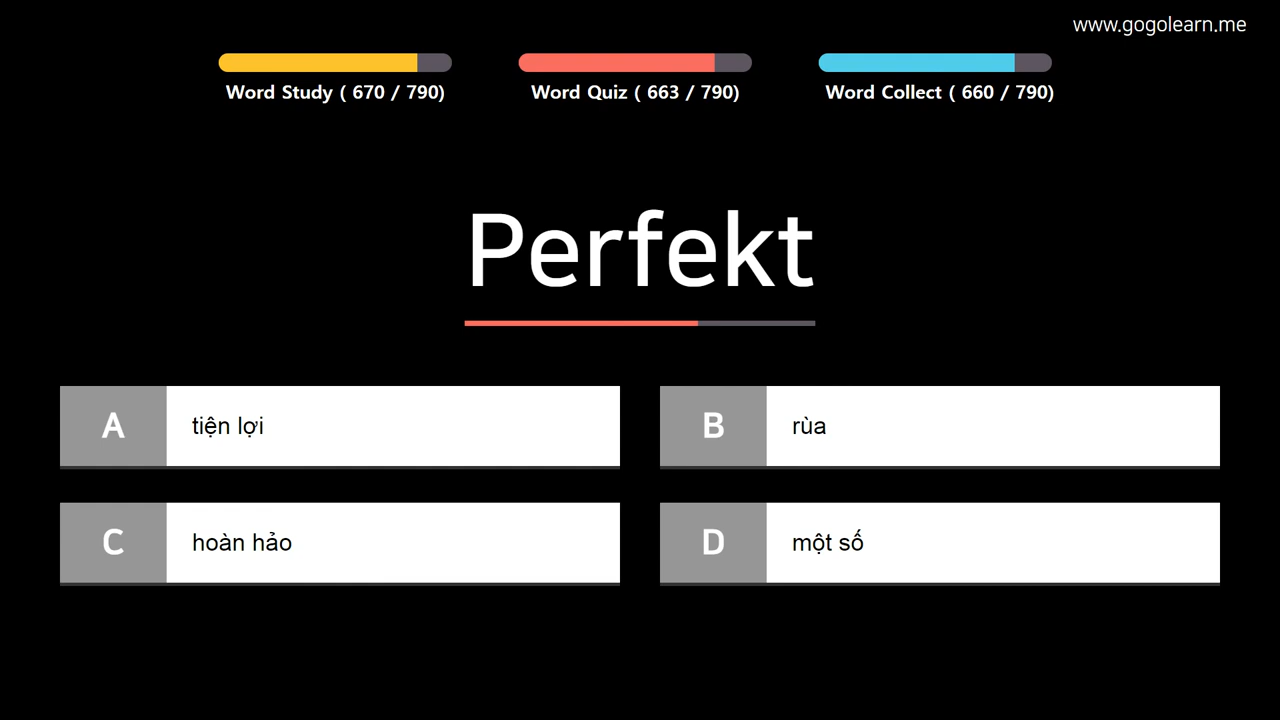 www.gogolearn.me
Word Study ( 670 / 790)
Word Quiz ( 663 / 790)
Word Collect ( 660 / 790)
Perfekt
A
tiện lợi
B
rùa
C
hoàn hảo
D
một số